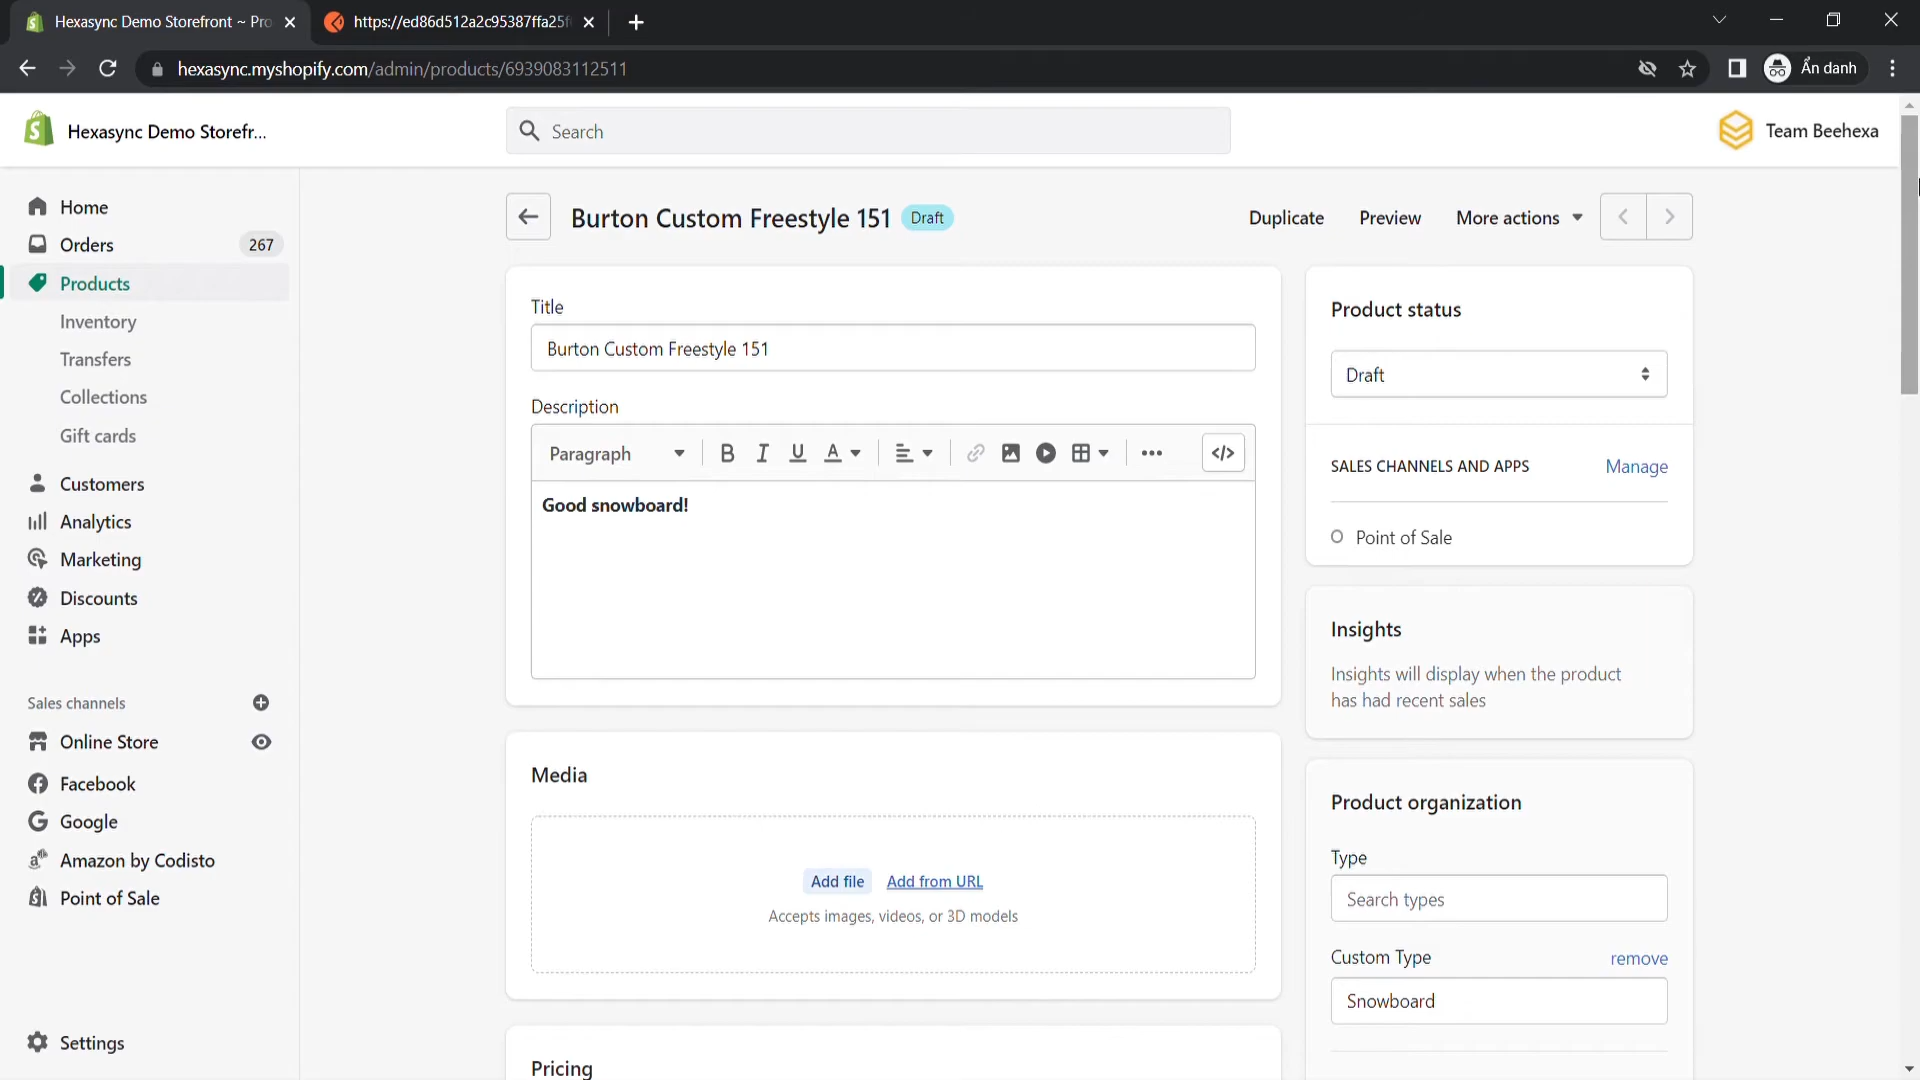 Hexasync Demo Storefront ~ Pro
https://ed86d512a2c95387ffa25f
hexasync.myshopify.com/admin/products/6939083112511
Ẩn danh
Hexasync Demo Storefr...
Search
Team Beehexa
Home
Orders
267
Products
Inventory
Transfers
Collections
Gift cards
Customers
Analytics
Marketing
Discounts
Apps
Sales channels
Online Store
Facebook
Google
Amazon by Codisto
Point of Sale
Settings
Burton Custom Freestyle 151
Draft
Duplicate
Preview
More actions
Title
Burton Custom Freestyle 151
Description
Paragraph
B I U A
</>
Good snowboard!
Media
Add file
Add from URL
Accepts images, videos, or 3D models
Pricing
Product status
Draft
SALES CHANNELS AND APPS
Manage
Point of Sale
Insights
Insights will display when the product
has had recent sales
Product organization
Type
Search types
Custom Type
remove
Snowboard